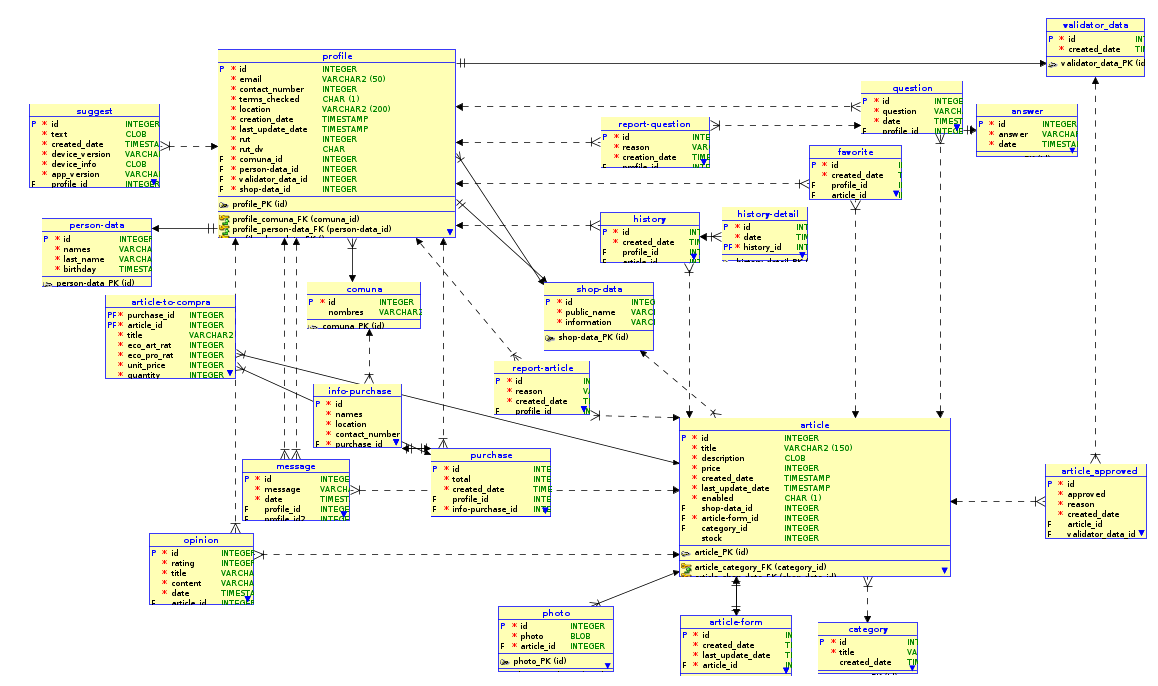 validator_data
P * id INT
* created_date TI
validator_data_PK (id
profile
P * id INTEGER
* email VARCHAR2 (50)
* contact_number INTEGER
* terms_checked CHAR (1)
* location VARCHAR2 (200)
* creation_date TIMESTAMP
* last_update_date TIMESTAMP
* rut INTEGER
* rut_dv CHAR
F * comuna_id INTEGER
F * person-data_id INTEGER
F * validator_data_id INTEGER
F * shop-data_id INTEGER
profile_PK (id)
profile_comuna_FK (comuna_id)
profile_person-data_FK (person-data_id)
suggest
P * id INTEGER
* text CLOB
* created_date TIMESTA
* device_version VARCHA
* device_info CLOB
* app_version VARCHA
F profile_id INTEGER
question
P * id INTEGE
* question VARCH
* date TIMEST
F profile_id INTEGE
answer
P * id INTEGER
* answer VARCHA
* date TIMESTA
report-question
P * id INTE
* reason VAR
* creation_date TIME
F profile_id INTE
favorite
P * id
* created_date T
F profile_id
F article_id
person-data
P * id INTEGER
* names VARCHA
* last_name VARCHA
* birthday TIMESTA
person-data_PK (id)
history
P * id INT
* created_date TI
F profile_id INT
F article_id INT
history-detail
P * id INT
* date TI
PF * history_id INT
history-detail_PK (
comuna
P * id INTEGER
nombres VARCHAR2
comuna_PK (id)
shop-data
P * id INTEG
* public_name VARC
* information VARC
shop-data_PK (id)
article-to-compra
PF * purchase_id INTEGER
PF * article_id INTEGER
* title VARCHAR2
* eco_art_rat INTEGER
* eco_pro_rat INTEGER
* unit_price INTEGER
* quantity INTEGER
report-article
P * id IN
* reason V
* created_date T
F profile_id IN
info-purchase
P * id
* names
* location
* contact_number
F * purchase_id
article
P * id INTEGER
* title VARCHAR2 (150)
* description CLOB
* price INTEGER
* created_date TIMESTAMP
* last_update_date TIMESTAMP
* enabled CHAR (1)
F shop-data_id INTEGER
F * article-form_id INTEGER
F category_id INTEGER
stock INTEGER
article_PK (id)
article_category_FK (category_id)
purchase
P * id INTE
* total INTE
* created_date TIME
F profile_id INTE
F * info-purchase_id INTE
message
P * id INTEGE
* message VARCH
* date TIMEST
F profile_id INTEGE
F profile_id2 INTEGE
article_approved
P * id
* approved
* reason
* created_date
F article_id
F validator_data_id
opinion
P * id INTEGER
* rating INTEGER
* title VARCHA
* content VARCHA
* date TIMESTA
F article_id INTEGER
photo
P * id INTEGER
* photo BLOB
F * article_id INTEGER
photo_PK (id)
article-form
P * id IN
* created_date T
* last_update_date T
F * article_id IN
category
P * id INT
* title VA
created_date TI